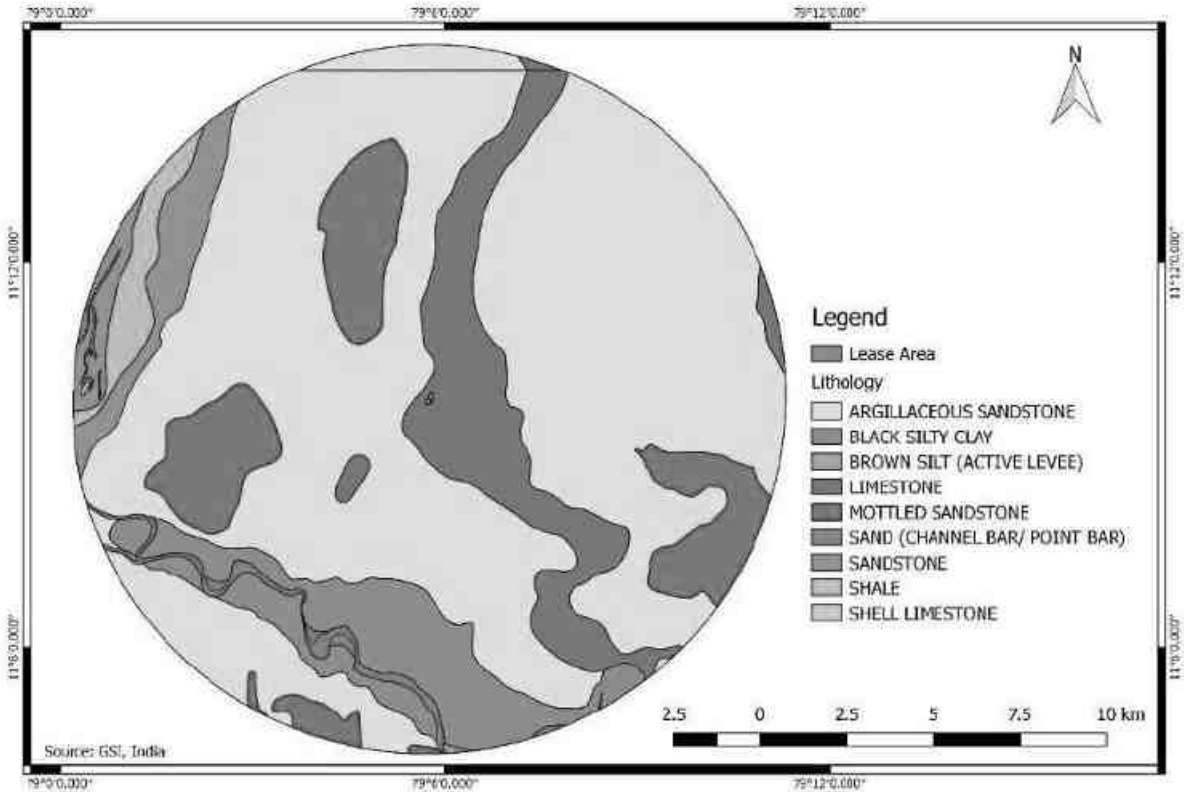 79°0'0.000" 79°6'0.000" 79°12'0.000"
N
11°12'0.000" 11°12'0.000"
Legend
Lease Area
Lithology
ARGILLACEOUS SANDSTONE
BLACK SILTY CLAY
BROWN SILT (ACTIVE LEVEE)
LIMESTONE
MOTTLED SANDSTONE
SAND (CHANNEL BAR/ POINT BAR)
SANDSTONE
SHALE
SHELL LIMESTONE
11°6'0.000" 11°6'0.000"
2.5 0 2.5 5 7.5 10 km
Source: GSI, India
79°0'0.000" 79°6'0.000" 79°12'0.000"